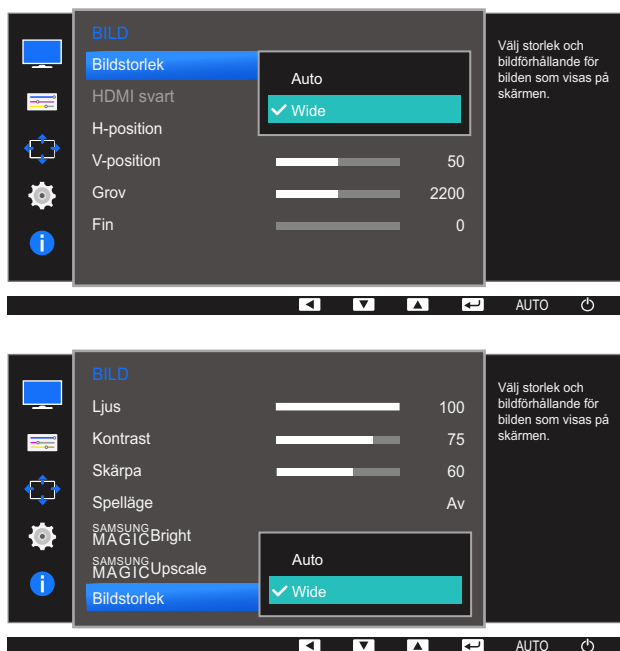 BILD
Bildstorlek
Auto
HDMI svart
Wide
H-position
V-position 50
Grov 2200
Fin 0
Välj storlek och
bildförhållande för
bilden som visas på
skärmen.
AUTO
BILD
Ljus 100
Kontrast 75
Skärpa 60
Spelläge Av
SAMSUNG
MAGICBright
SAMSUNG
MAGICUpscale
Auto
Bildstorlek
Wide
Välj storlek och
bildförhållande för
bilden som visas på
skärmen.
AUTO